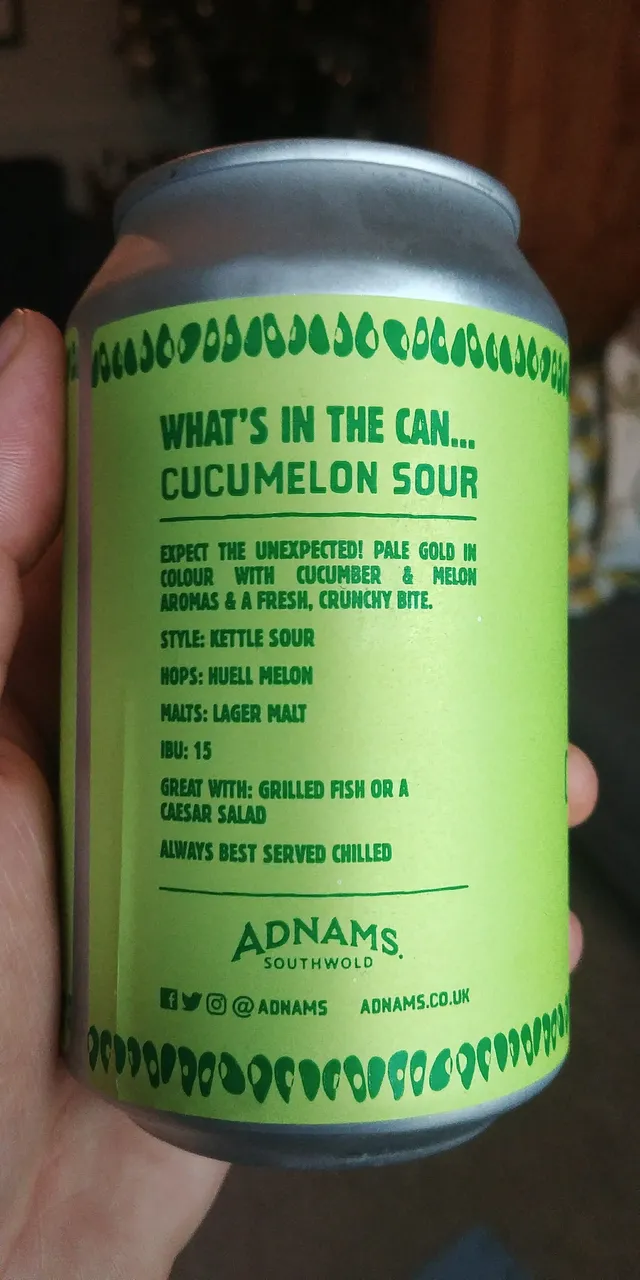 WHAT'S IN THE CAN...
CUCUMELON SOUR
EXPECT THE UNEXPECTED! PALE GOLD IN
COLOUR WITH CUCUMBER & MELON
AROMAS & A FRESH, CRUNCHY BITE.
STYLE: KETTLE SOUR
HOPS: HUELL MELON
MALTS: LAGER MALT
IBU: 15
GREAT WITH: GRILLED FISH OR A
CAESAR SALAD
ALWAYS BEST SERVED CHILLED
ADNAMS.
SOUTHWOLD
@ADNAMS ADNAMS.CO.UK